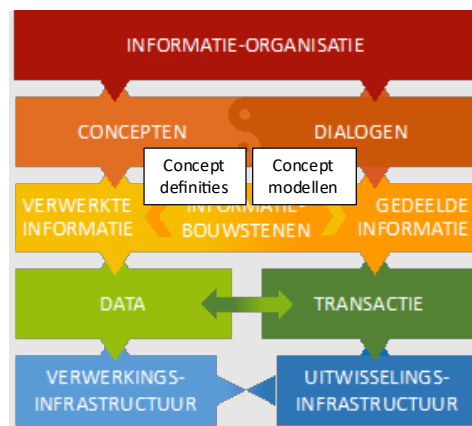 INFORMATIE-ORGANISATIE
CONCEPTEN
DIALOGEN
Concept
definities
Concept
modellen
VERWERKTE
INFORMATIE
INFORMATIE-
BOUWSTENEN
GEDEELDE
INFORMATIE
DATA
TRANSACTIE
VERWERKINGS-
INFRASTRUCTUUR
UITWISSELINGS-
INFRASTRUCTUUR